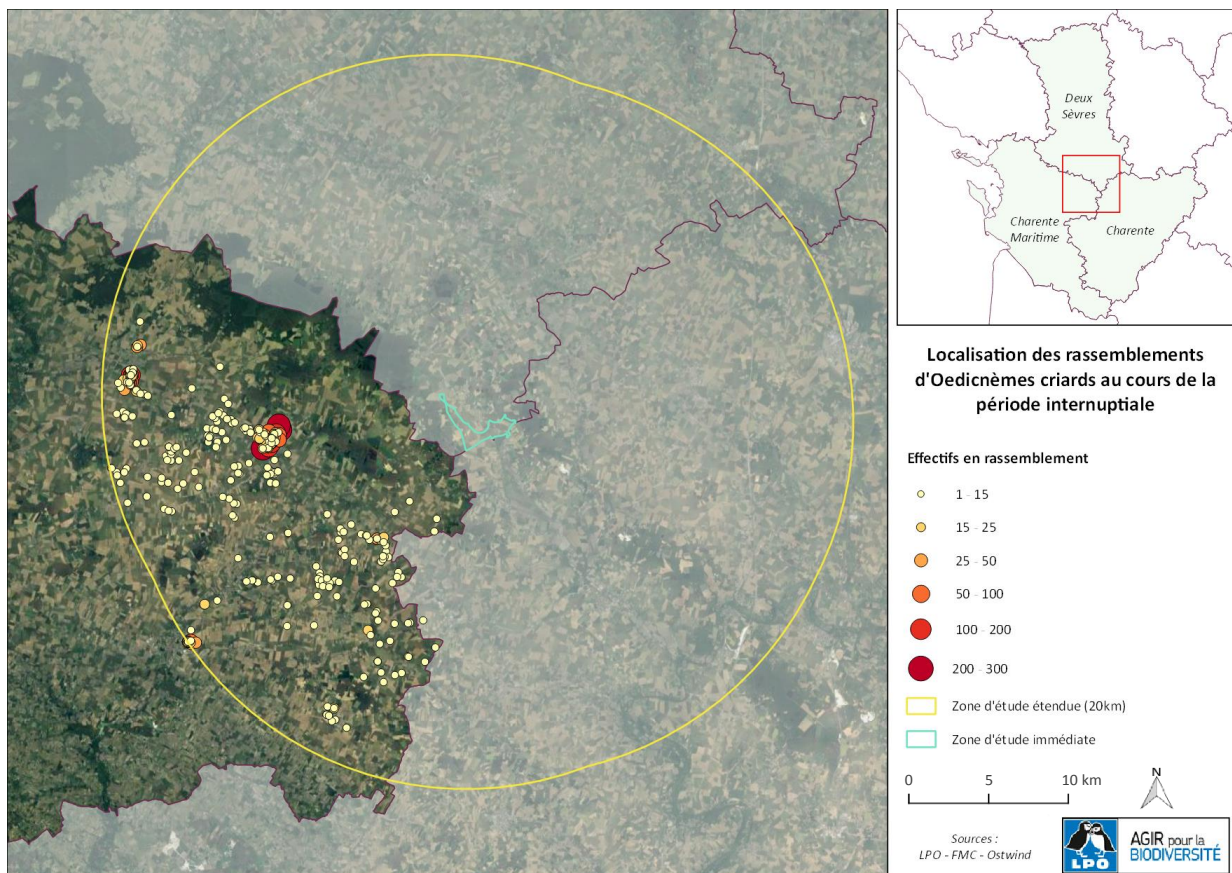 Deux
Sèvres
Charente
Maritime
Charente
Localisation des rassemblements
d'Oedicnèmes criards au cours de la
période internuptiale
Effectifs en rassemblement
1 - 15
15 - 25
25 - 50
50 - 100
100 - 200
200 - 300
Zone d'étude étendue (20km)
Zone d'étude immédiate
0 5 10 km
N
Sources :
LPO - FMC - Ostwind
LPO
AGIR pour la
BIODIVERSITÉ